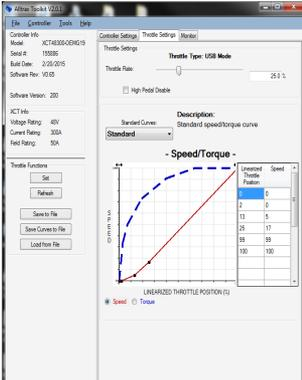 Alltrax Toolkit V2.0.1
File Controller Tools Help
Controller Info
Model: XCT48300-OEMG19
Serial #: 155886
Build Date: 2/20/2015
Software Rev: V0.65
Software Version: 200
XCT Info
Voltage Rating: 48V
Current Rating: 300A
Field Rating: 50A
Throttle Functions
Set
Refresh
Save to File
Save Curves to File
Load from File
Controller Settings Throttle Settings Monitor
Throttle Settings
Throttle Type: USB Mode
Throttle Rate: 25.0 %
High Pedal Disable
Description:
Standard Curves: Standard speed/torque curve
Standard
- Speed/Torque -
SPEED
LINEARIZED THROTTLE POSITION (%)
Speed Torque
Linearized Throttle Position Speed
0 0
2 0
13 5
25 17
99 99
100 100